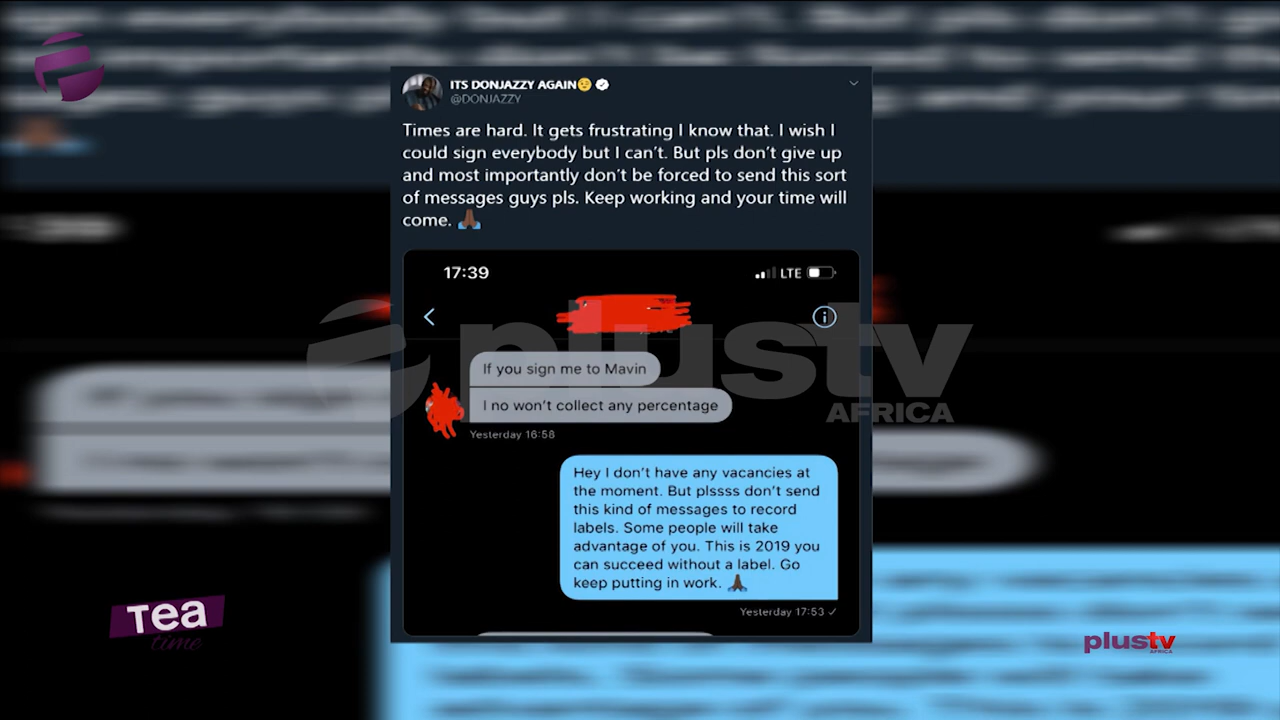 ITS DONJAZZY AGAIN😢
@DONJAZZY
Times are hard. It gets frustrating I know that. I wish I
could sign everybody but I can't. But pls don't give up
and most importantly don't be forced to send this sort
of messages guys pls. Keep working and your time will
come. 🙏🏿
17:39
LTE
If you sign me to Mavin
I no won't collect any percentage
Yesterday 16:58
Hey I don't have any vacancies at
the moment. But plssss don't send
this kind of messages to record
labels. Some people will take
advantage of you. This is 2019 you
can succeed without a label. Go
keep putting in work. 🙏🏿
Yesterday 17:53 ✓
plustv
AFRICA
Tea
time
plustv
AFRICA